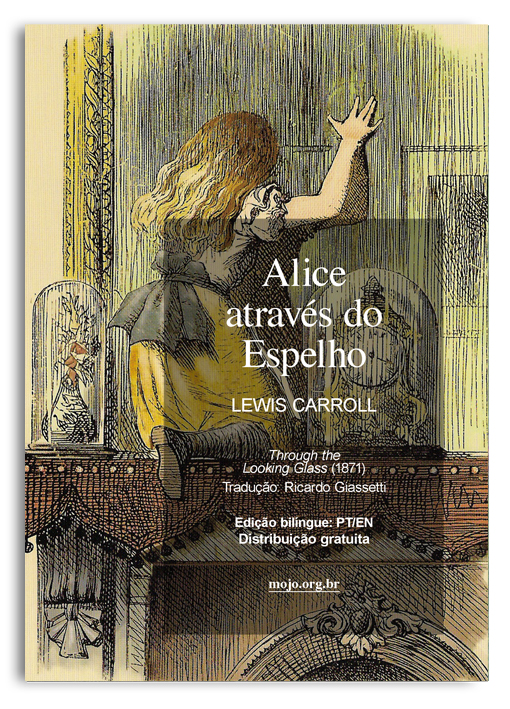 Alice
através do
Espelho
LEWIS CARROLL
Through the
Looking Glass (1871)
Tradução: Ricardo Giassetti
Edição bilíngue: PT/EN
Distribuição gratuita
mojo.org.br